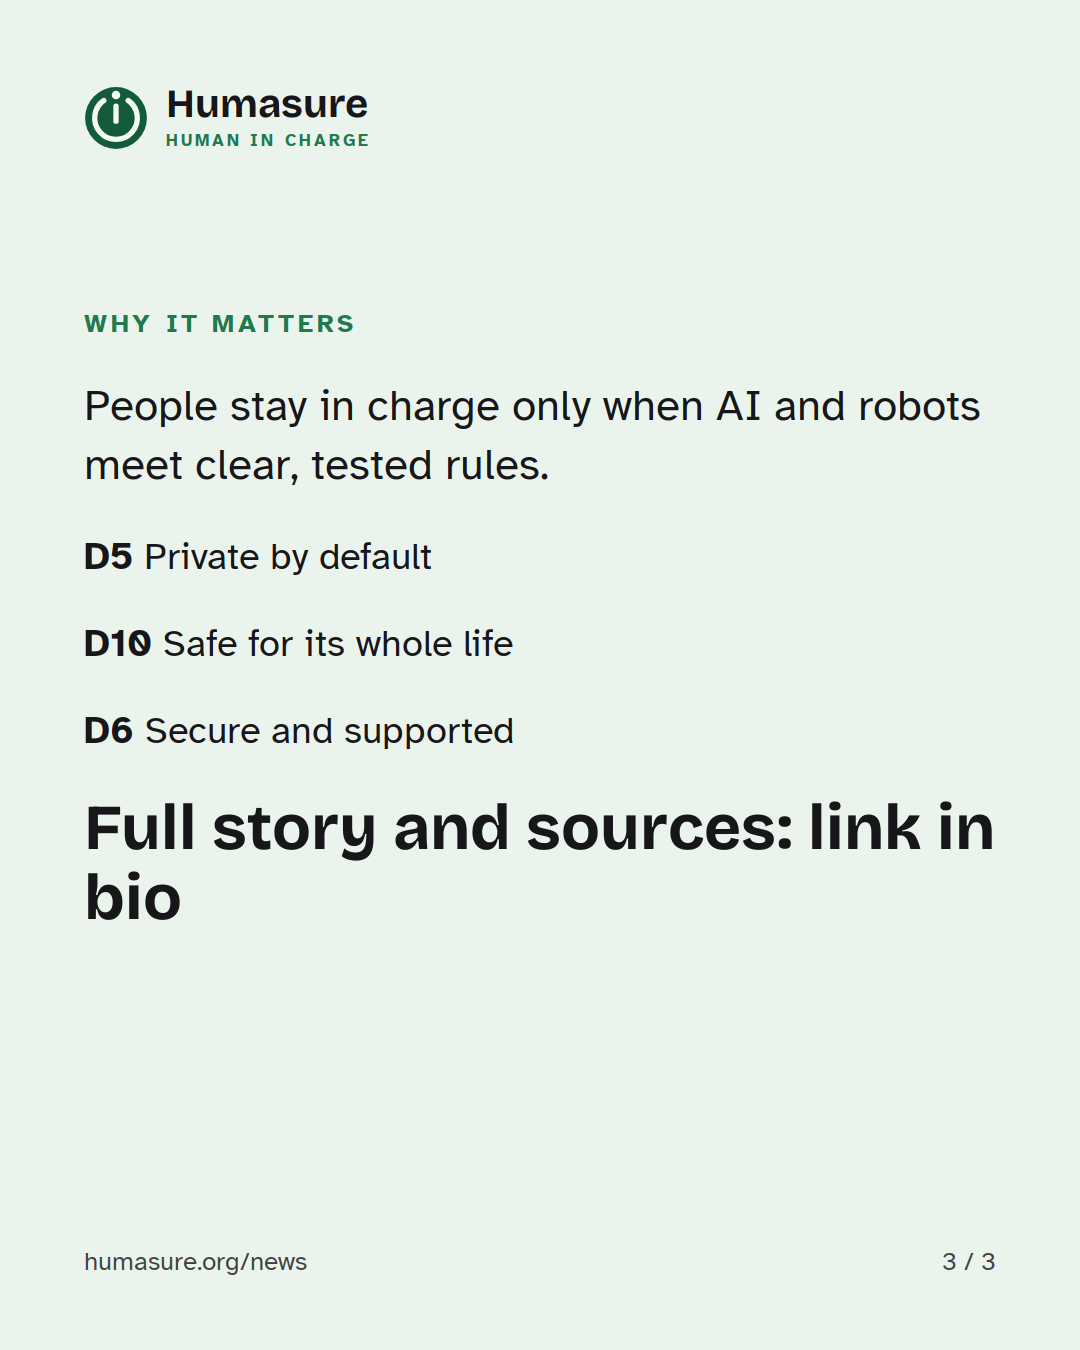 Humasure
HUMAN IN CHARGE
WHY IT MATTERS
People stay in charge only when AI and robots
meet clear, tested rules.
D5 Private by default
D10 Safe for its whole life
D6 Secure and supported
Full story and sources: link in
bio
humasure.org/news
3 / 3